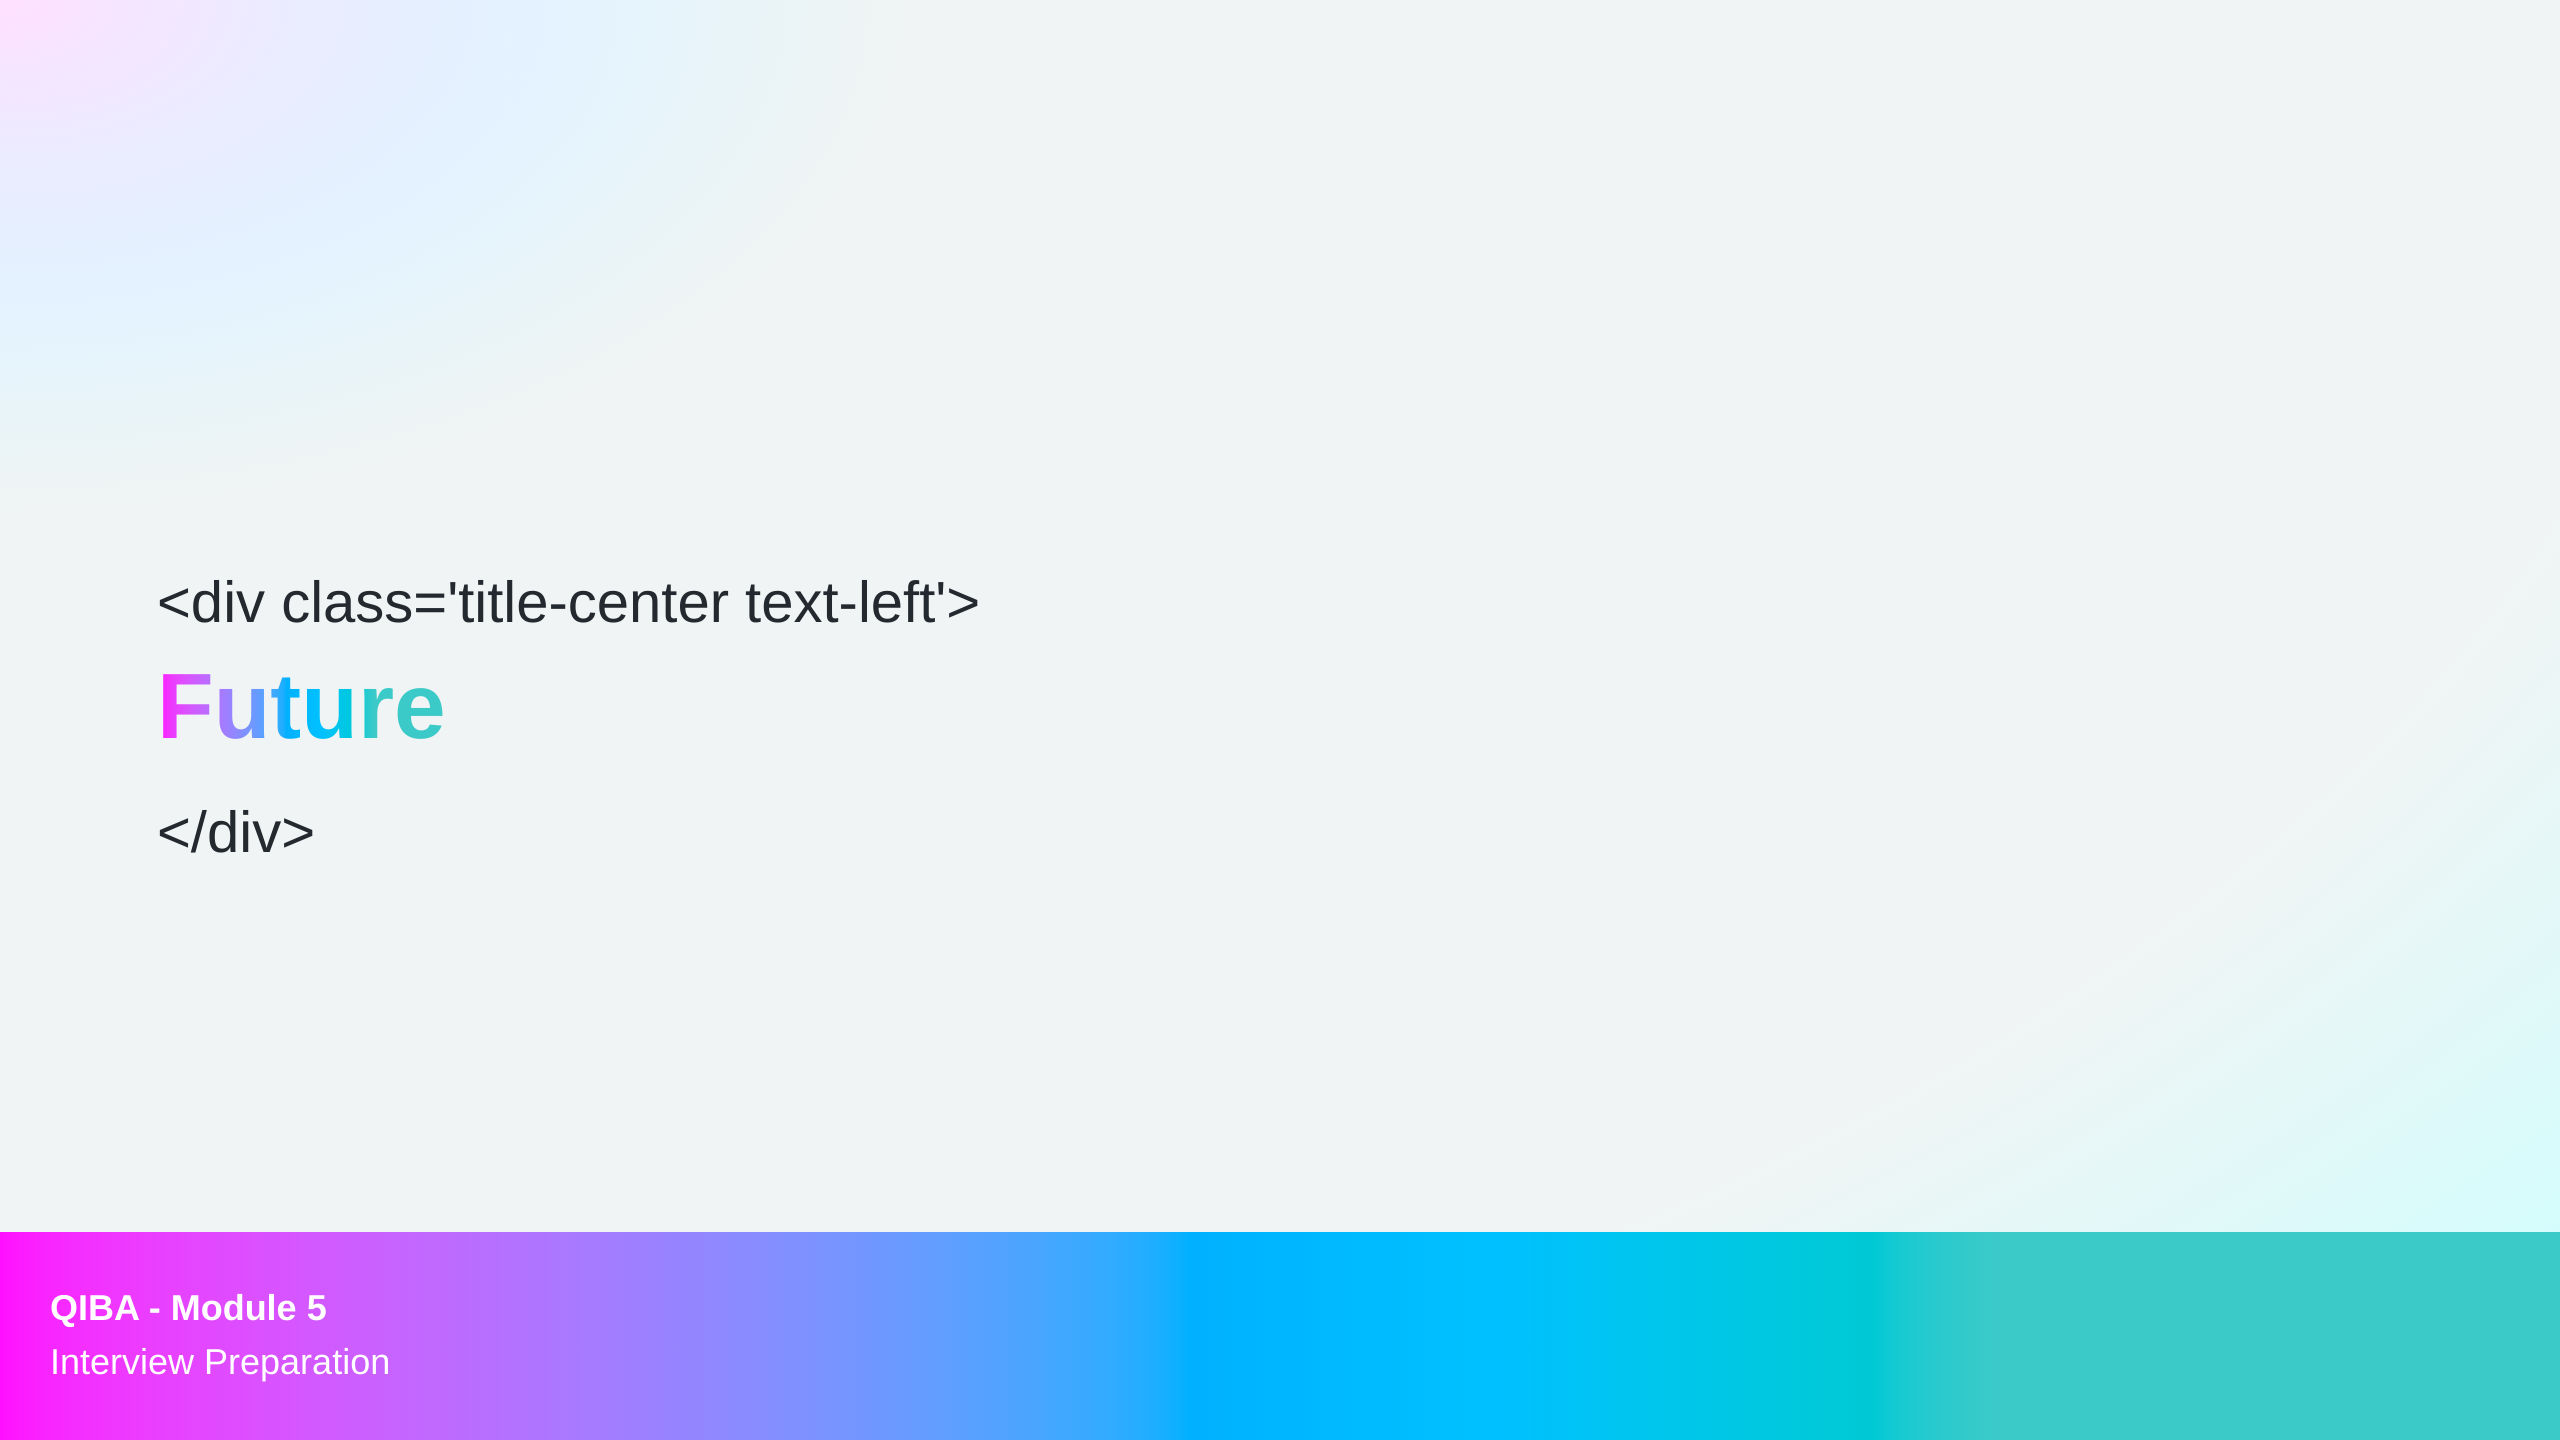 <div class='title-center text-left'>
Future
</div>
QIBA - Module 5
Interview Preparation